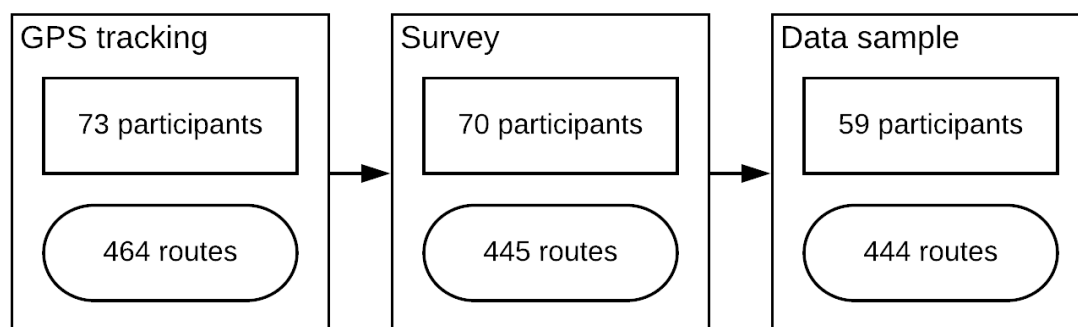 GPS tracking
73 participants
464 routes
Survey
70 participants
445 routes
Data sample
59 participants
444 routes